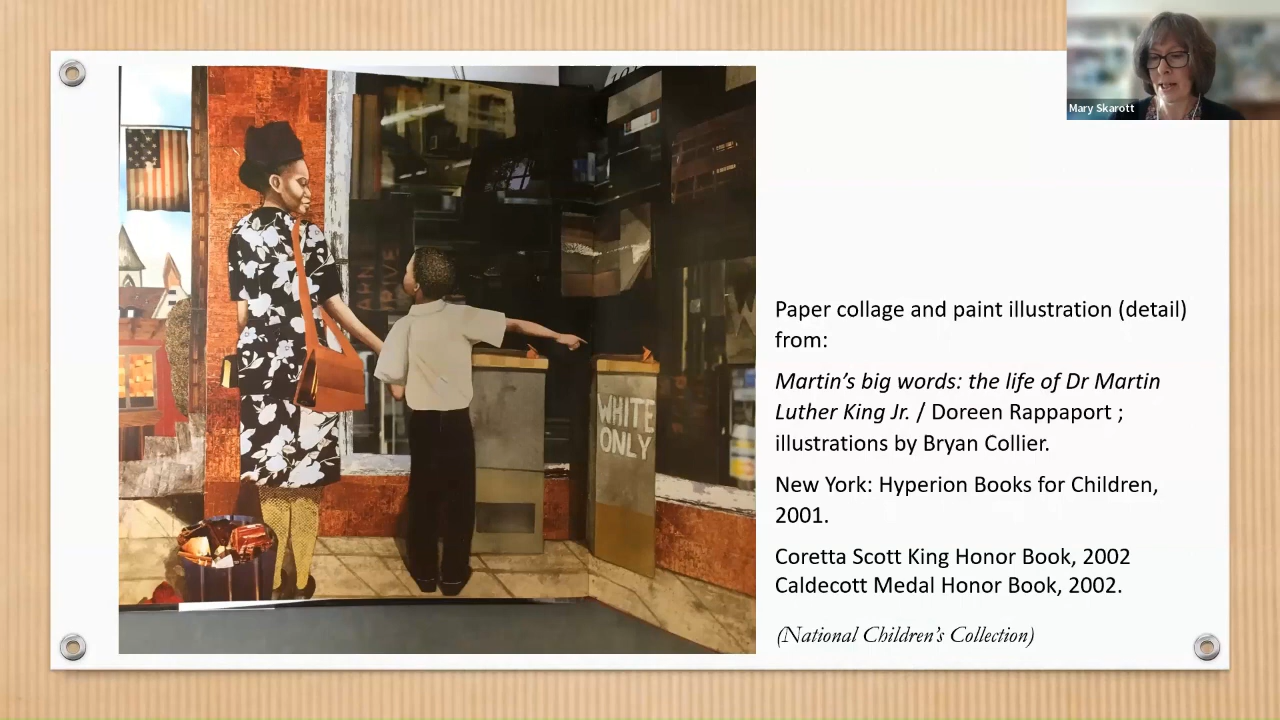 Mary Skarott
WHITE
ONLY
Paper collage and paint illustration (detail)
from:
Martin’s big words: the life of Dr Martin
Luther King Jr. / Doreen Rappaport ;
illustrations by Bryan Collier.
New York: Hyperion Books for Children,
2001.
Coretta Scott King Honor Book, 2002
Caldecott Medal Honor Book, 2002.
(National Children’s Collection)